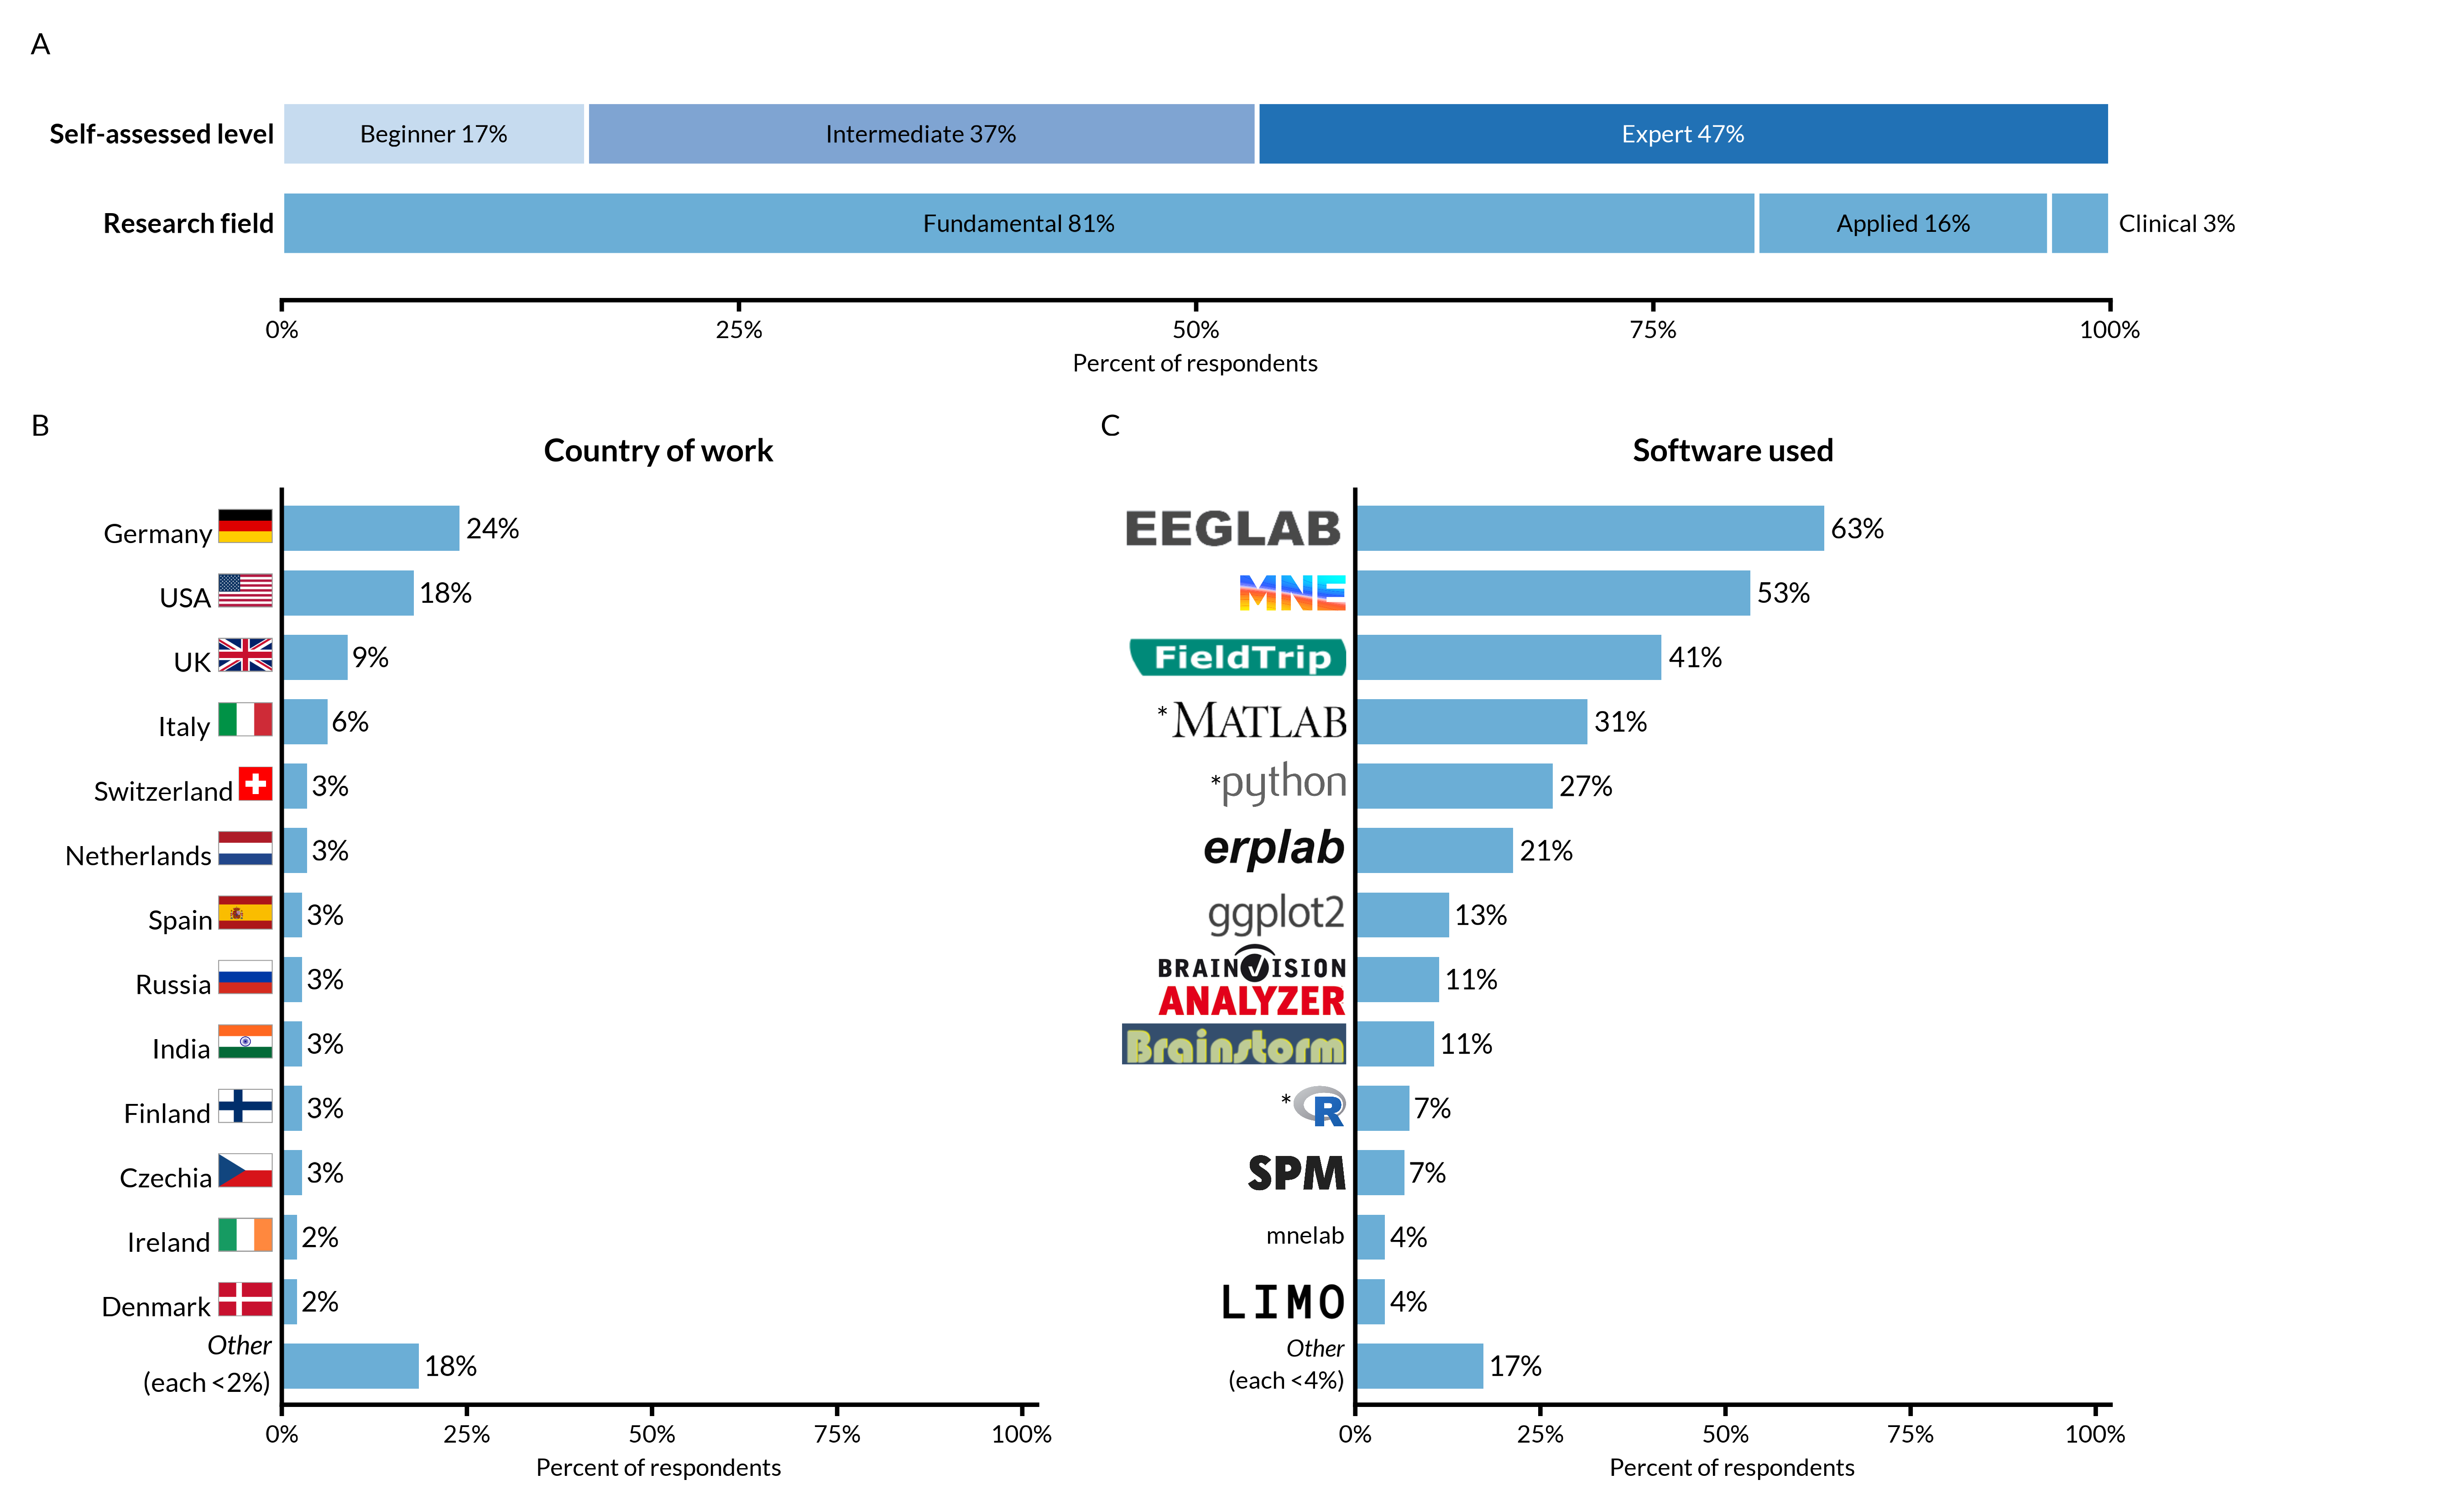 A
Self-assessed level
Beginner 17%
Intermediate 37%
Expert 47%
Research field
Fundamental 81%
Applied 16%
Clinical 3%
0%
25%
50%
75%
100%
Percent of respondents
B
Country of work
Germany 24%
USA 18%
UK 9%
Italy 6%
Switzerland 3%
Netherlands 3%
Spain 3%
Russia 3%
India 3%
Finland 3%
Czechia 3%
Ireland 2%
Denmark 2%
Other
(each <2%)
18%
0%
25%
50%
75%
100%
Percent of respondents
C
Software used
EEGLAB 63%
MNE 53%
FieldTrip 41%
*MATLAB 31%
*python 27%
erplab 21%
ggplot2 13%
BRAINVISION
ANALYZER
11%
Brainstorm 11%
*R 7%
SPM 7%
mnelab 4%
LIMO 4%
Other
(each <4%)
17%
0%
25%
50%
75%
100%
Percent of respondents